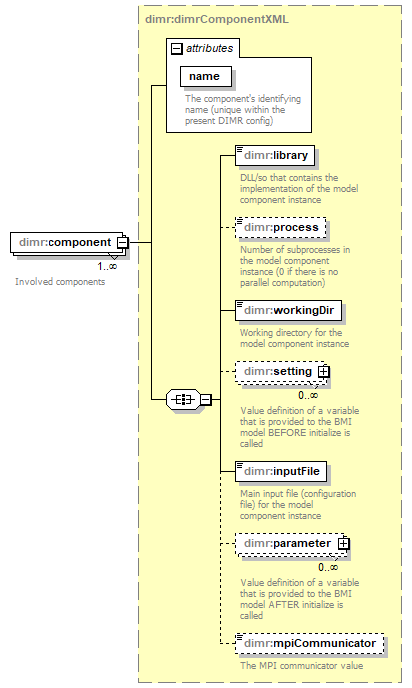 dimr:dimrComponentXML
attributes
name
The component's identifying
name (unique within the
present DIMR config)
dimr:library
DLL/so that contains the
implementation of the model
component instance
dimr:process
Number of subprocesses in
the model component
instance (0 if there is no
parallel computation)
dimr:component
1..∞
Involved components
dimr:workingDir
Working directory for the
model component instance
dimr:setting
0..∞
Value definition of a variable
that is provided to the BMI
model BEFORE initialize is
called
dimr:inputFile
Main input file (configuration
file) for the model
component instance
dimr:parameter
0..∞
Value definition of a variable
that is provided to the BMI
model AFTER initialize is
called
dimr:mpiCommunicator
The MPI communicator value